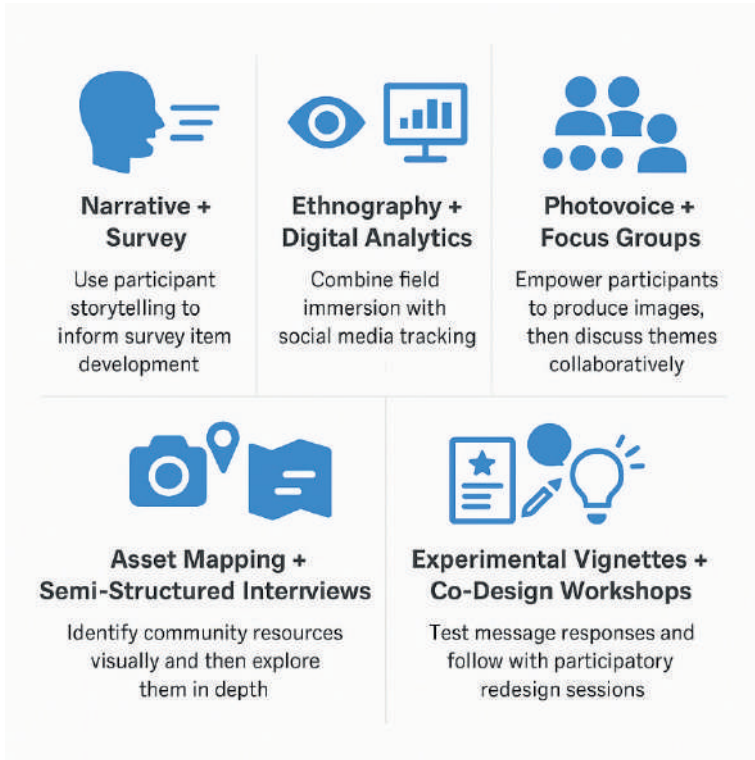 Narrative +
Survey
Use participant
storytelling to
inform survey item
development
Ethnography +
Digital Analytics
Combine field
immersion with
social media tracking
Photovoice +
Focus Groups
Empower participants
to produce images,
then discuss themes
collaboratively
Asset Mapping +
Semi-Structured Interrviews
Identify community resources
visually and then explore
them in depth
Experimental Vignettes +
Co-Design Workshops
Test message responses and
follow with participatory
redesign sessions